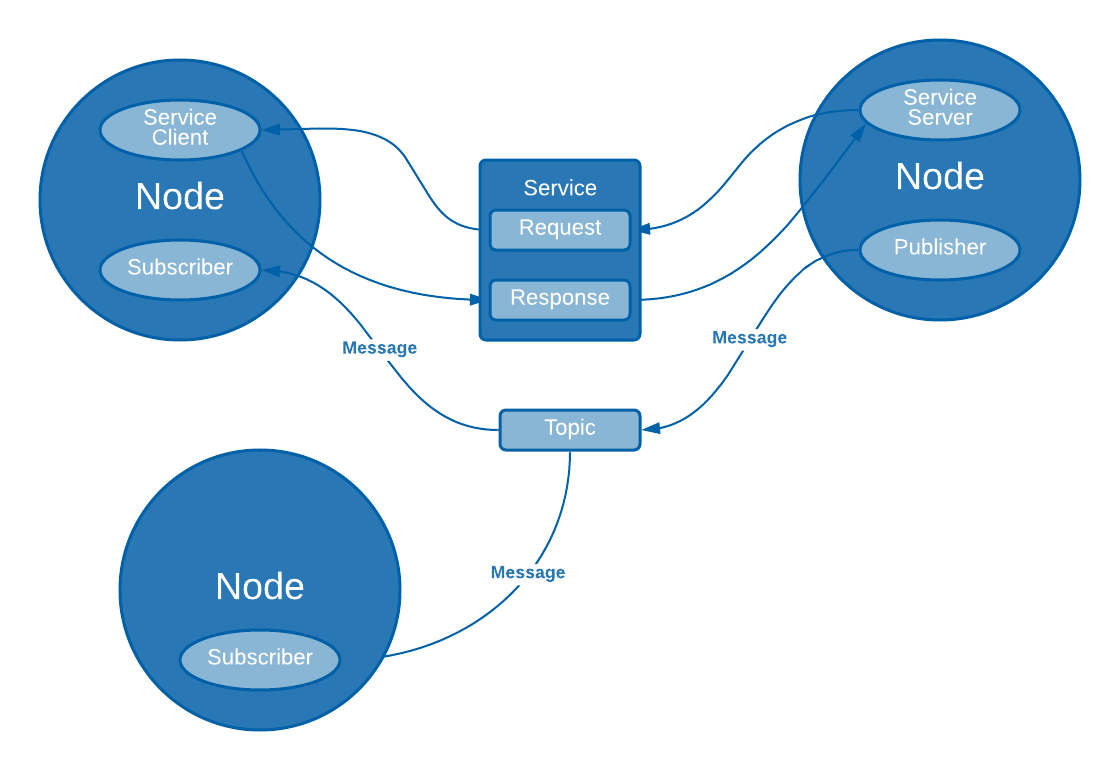 Service
Client
Node
Subscriber
Service
Request
Response
Service
Server
Node
Publisher
Message
Message
Topic
Message
Node
Subscriber